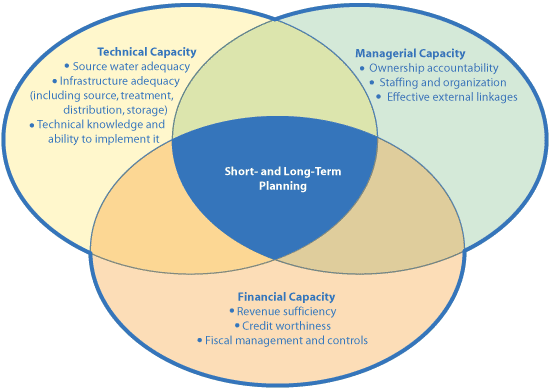 Technical Capacity
• Source water adequacy
• Infrastructure adequacy
(including source, treatment,
distribution, storage)
• Technical knowledge and
ability to implement it
Managerial Capacity
• Ownership accountability
• Staffing and organization
• Effective external linkages
Short- and Long-Term
Planning
Financial Capacity
• Revenue sufficiency
• Credit worthiness
• Fiscal management and controls